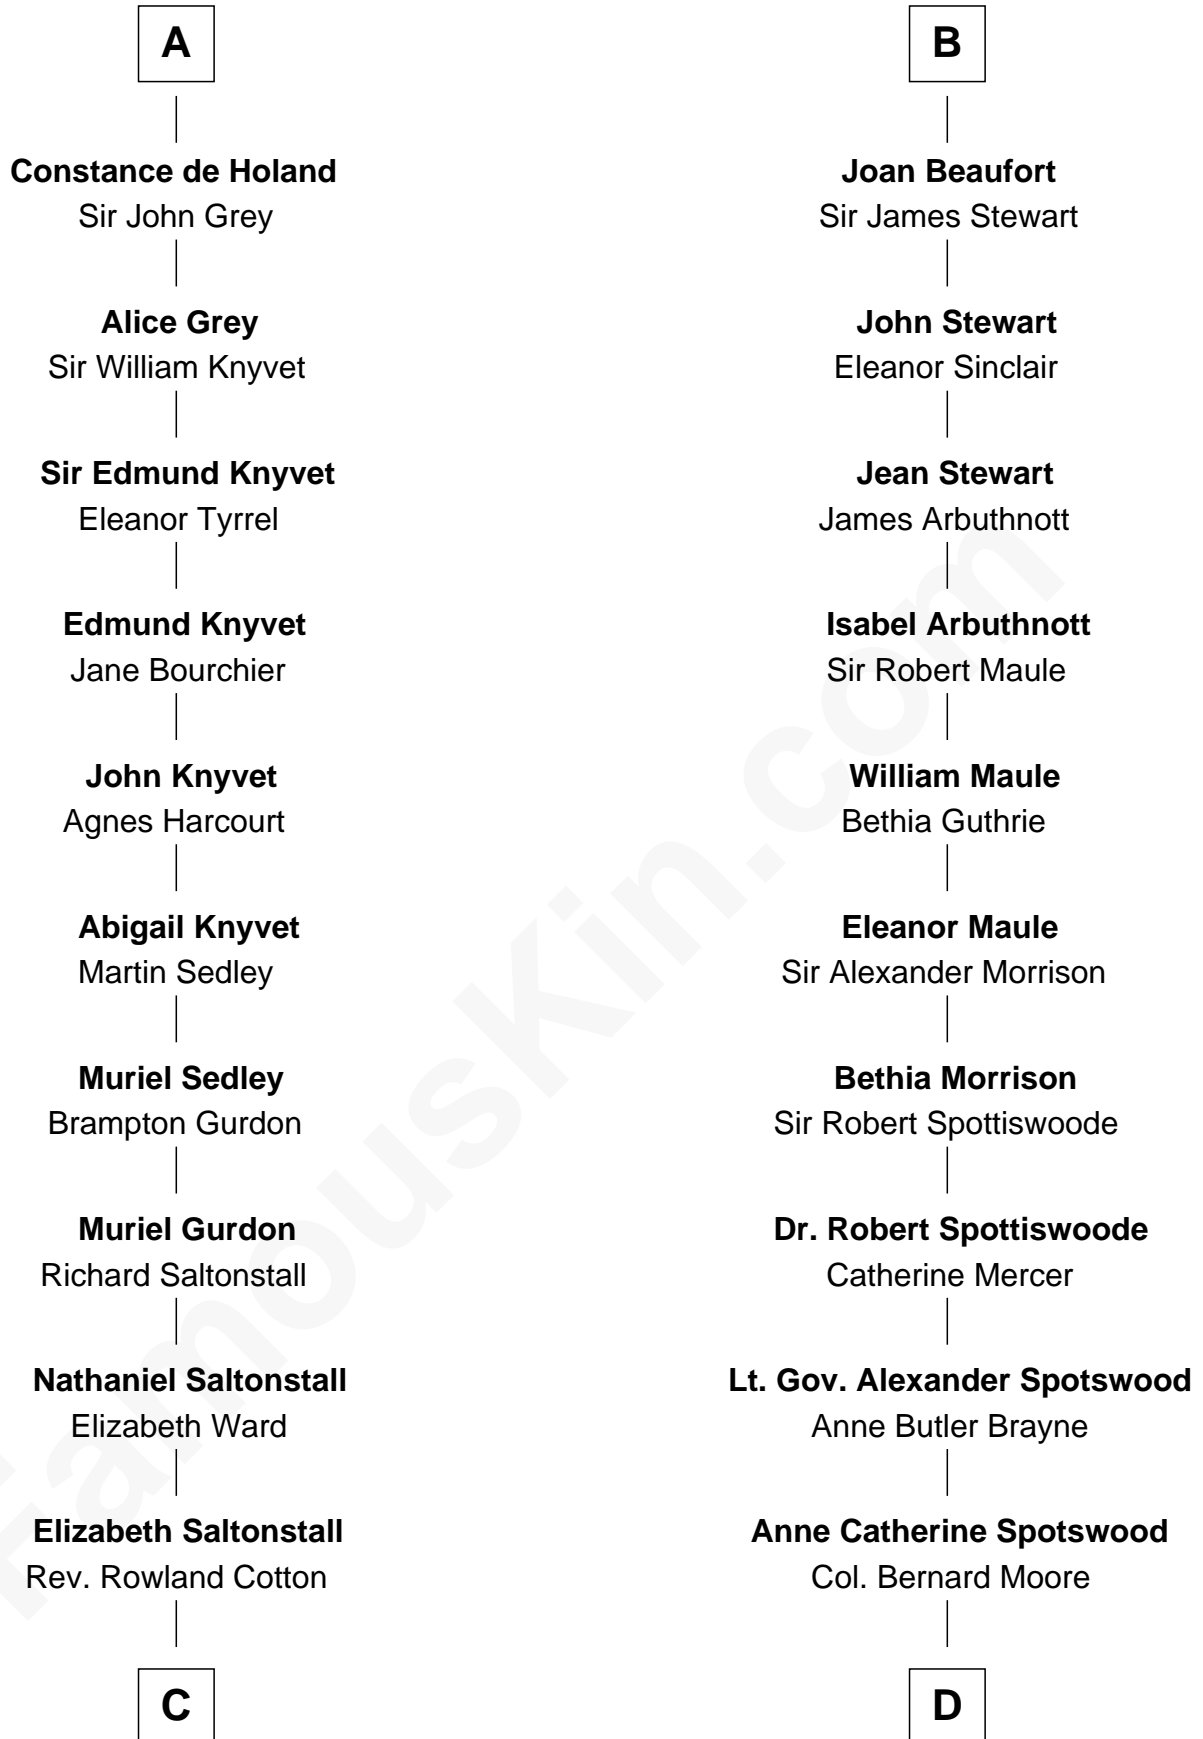 A
Constance de Holand
Sir John Grey
Alice Grey
Sir William Knyvet
Sir Edmund Knyvet
Eleanor Tyrrel
Edmund Knyvet
Jane Bourchier
John Knyvet
Agnes Harcourt
Abigail Knyvet
Martin Sedley
Muriel Sedley
Brampton Gurdon
Muriel Gurdon
Richard Saltonstall
Nathaniel Saltonstall
Elizabeth Ward
Elizabeth Saltonstall
Rev. Rowland Cotton
C
B
Joan Beaufort
Sir James Stewart
John Stewart
Eleanor Sinclair
Jean Stewart
James Arbuthnott
Isabel Arbuthnott
Sir Robert Maule
William Maule
Bethia Guthrie
Eleanor Maule
Sir Alexander Morrison
Bethia Morrison
Sir Robert Spottiswoode
Dr. Robert Spottiswoode
Catherine Mercer
Lt. Gov. Alexander Spotswood
Anne Butler Brayne
Anne Catherine Spotswood
Col. Bernard Moore
D
FamousKin.com